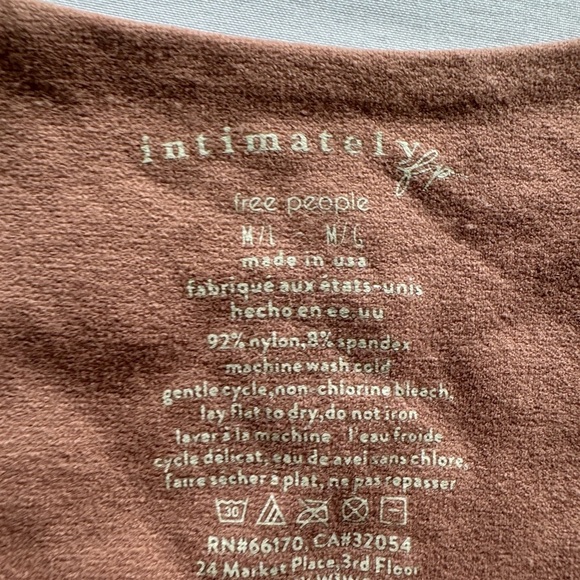 intimately fp
free people
M/L M/L
made in usa
fabriqué aux états-unis
hecho en ee.uu
92% nylon, 8% spandex
machine wash cold
gentle cycle, non-chlorine bleach,
lay flat to dry, do not iron
laver à la machine l'eau froide
cycle délicat, eau de avel sans chlore,
faire secher a plat, ne pas repasser
30
RN#66170, CA#32054
24 Market Place, 3rd Floor